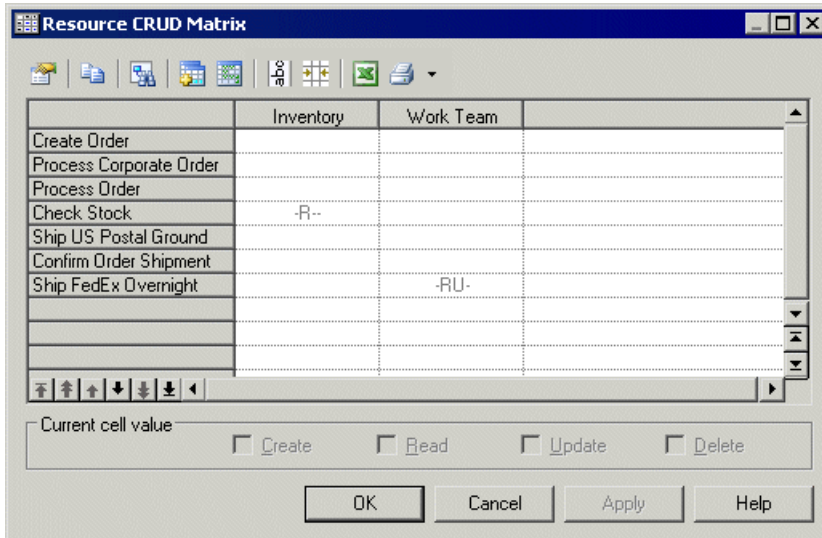 Resource CRUD Matrix
abc
Inventory Work Team
Create Order
Process Corporate Order
Process Order
Check Stock -R--
Ship US Postal Ground
Confirm Order Shipment
Ship FedEx Overnight -RU-
Current cell value
Create Read Update Delete
OK Cancel Apply Help